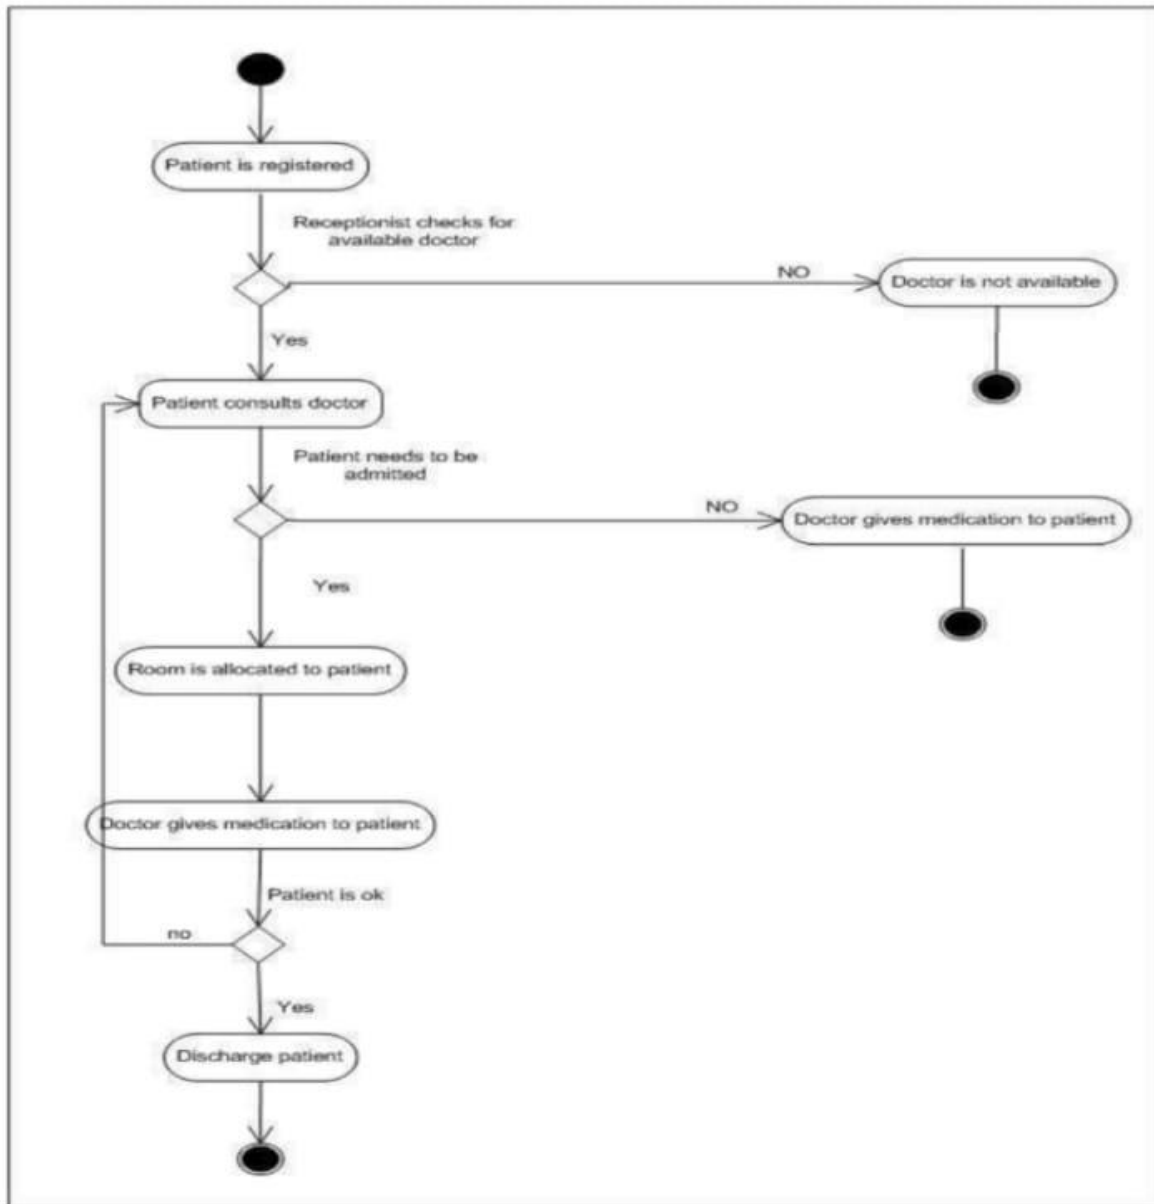 Patient is registered
Receptionist checks for
available doctor
NO
Doctor is not available
Yes
Patient consults doctor
Patient needs to be
admitted
NO
Doctor gives medication to patient
Yes
Room is allocated to patient
Doctor gives medication to patient
Patient is ok
no
Yes
Discharge patient